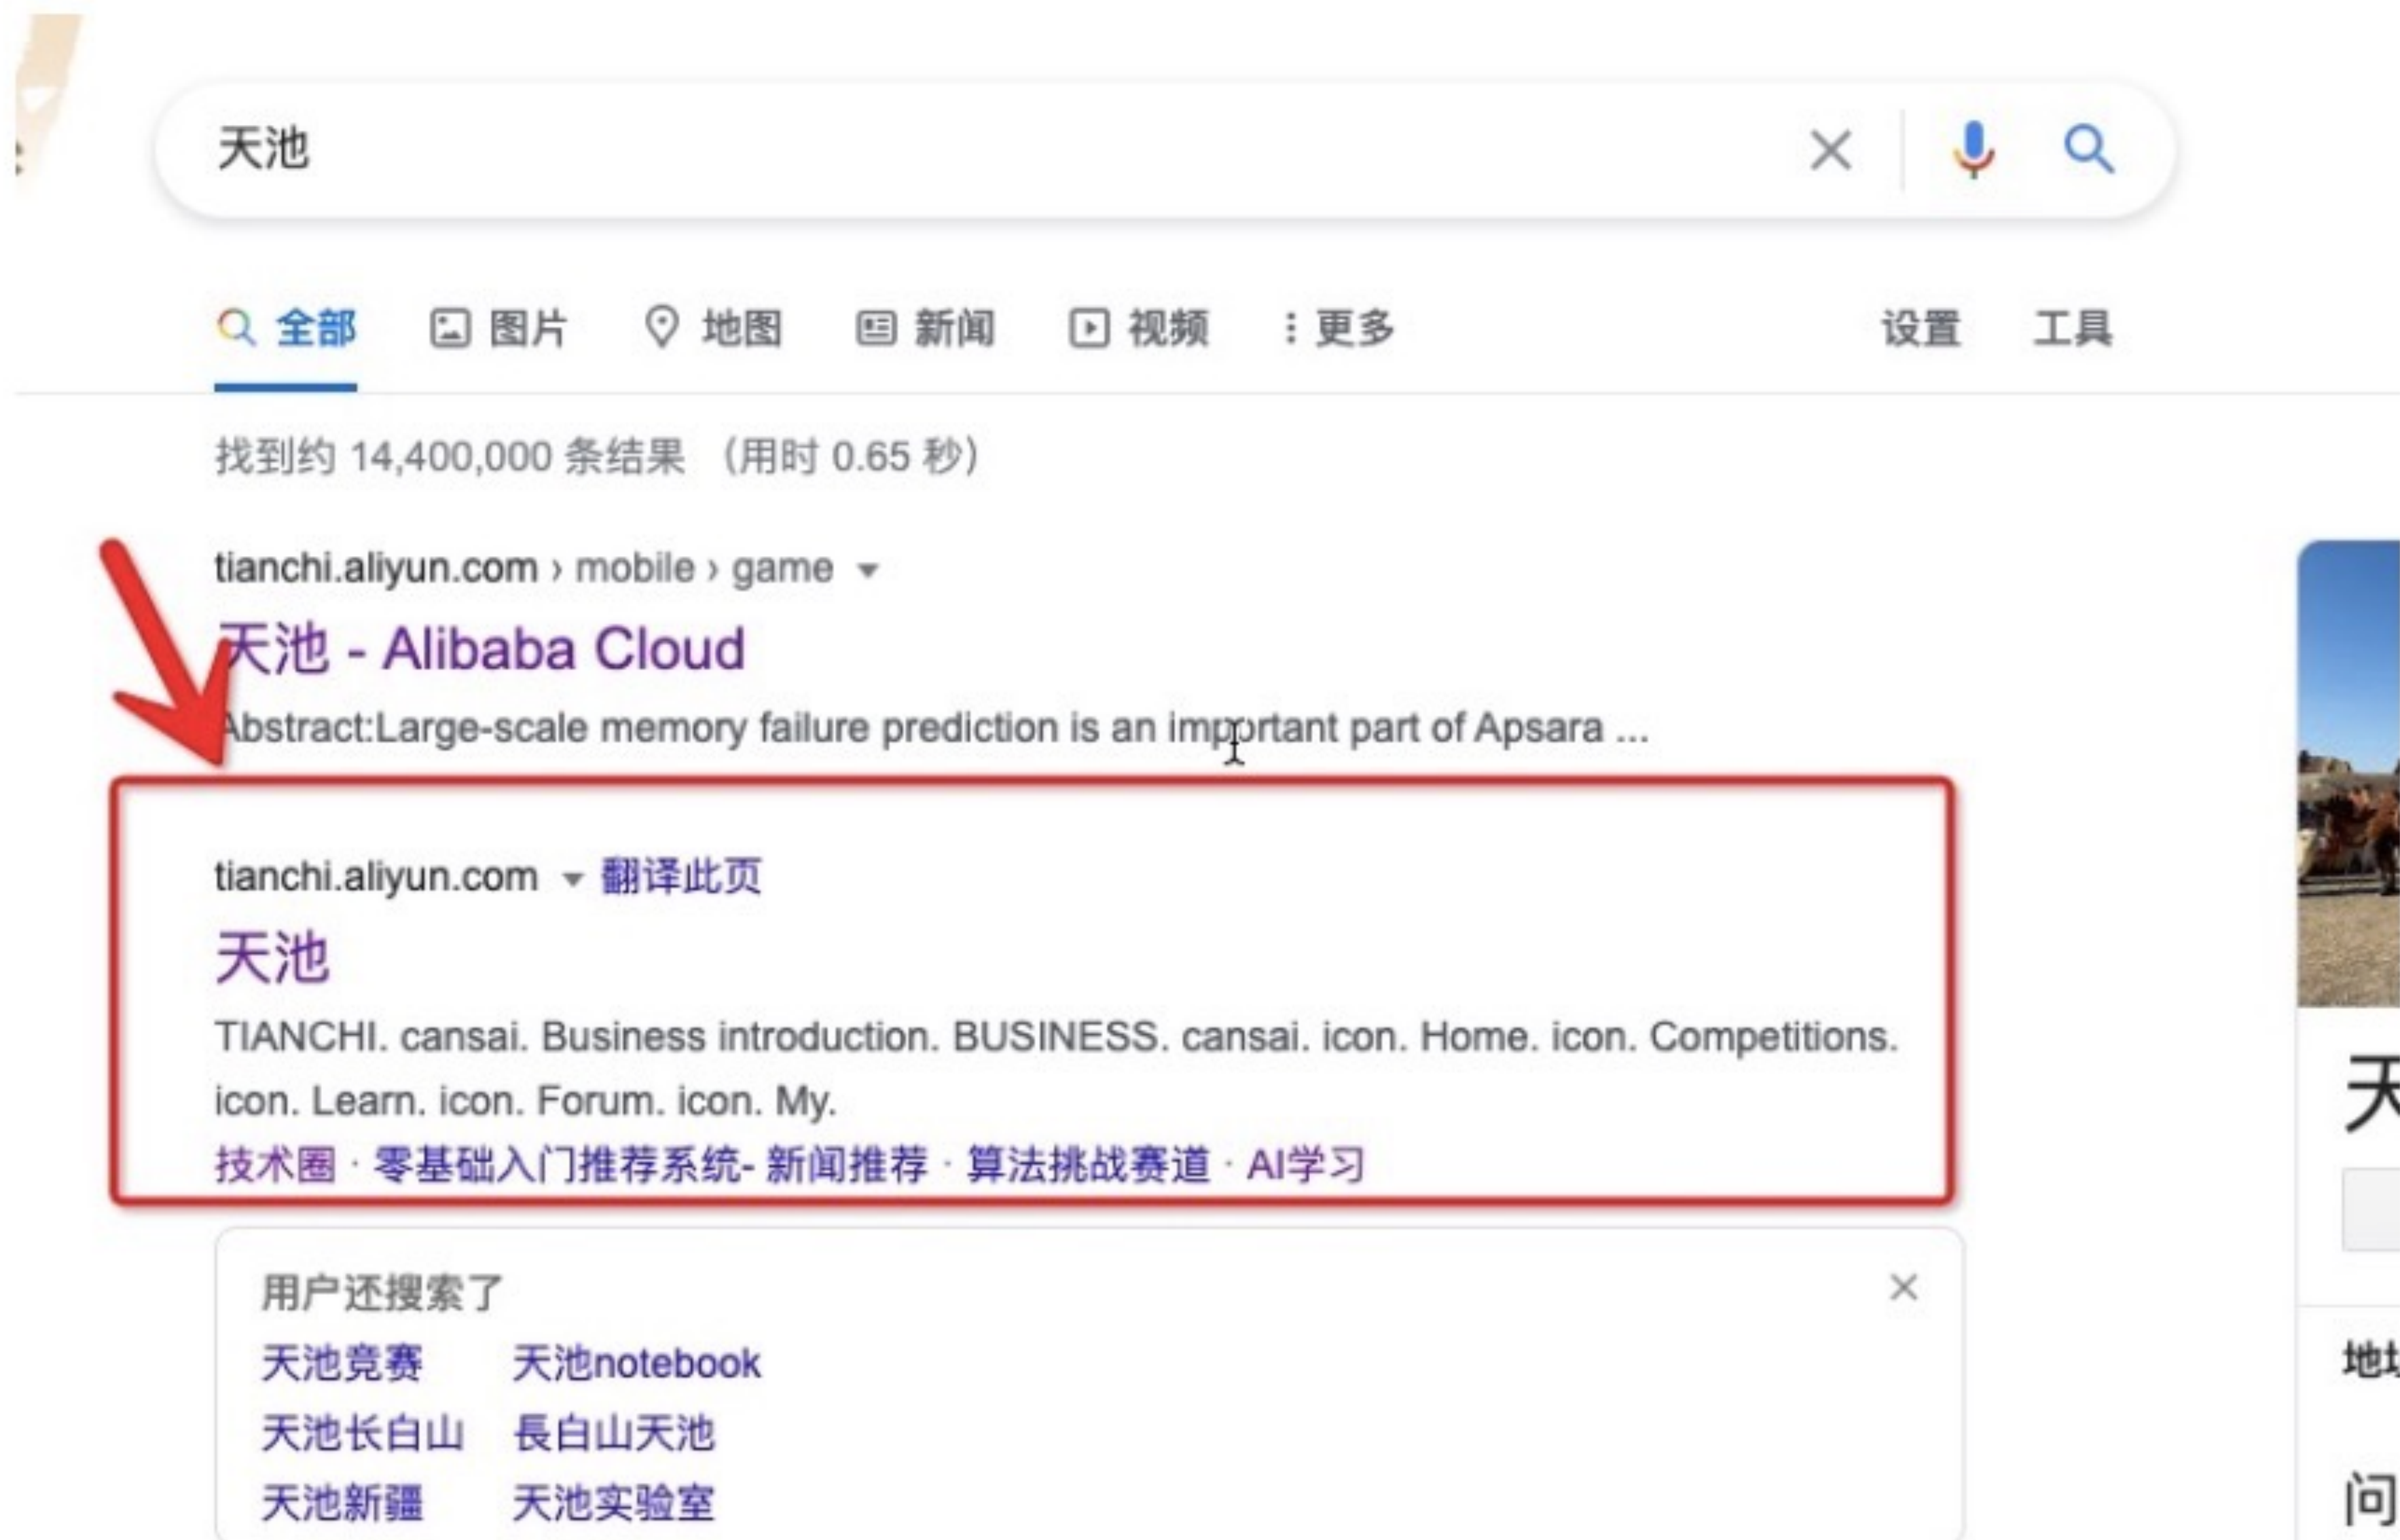 天池
全部 图片 地图 新闻 视频 更多 设置 工具
找到约 14,400,000 条结果 （用时 0.65 秒）
tianchi.aliyun.com › mobile › game
天池 - Alibaba Cloud
Abstract:Large-scale memory failure prediction is an important part of Apsara ...
tianchi.aliyun.com 翻译此页
天池
TIANCHI. cansai. Business introduction. BUSINESS. cansai. icon. Home. icon. Competitions.
icon. Learn. icon. Forum. icon. My.
技术圈 · 零基础入门推荐系统- 新闻推荐 · 算法挑战赛道 · AI学习
用户还搜索了
天池竞赛 天池notebook
天池长白山 長白山天池
天池新疆 天池实验室
天
地
问